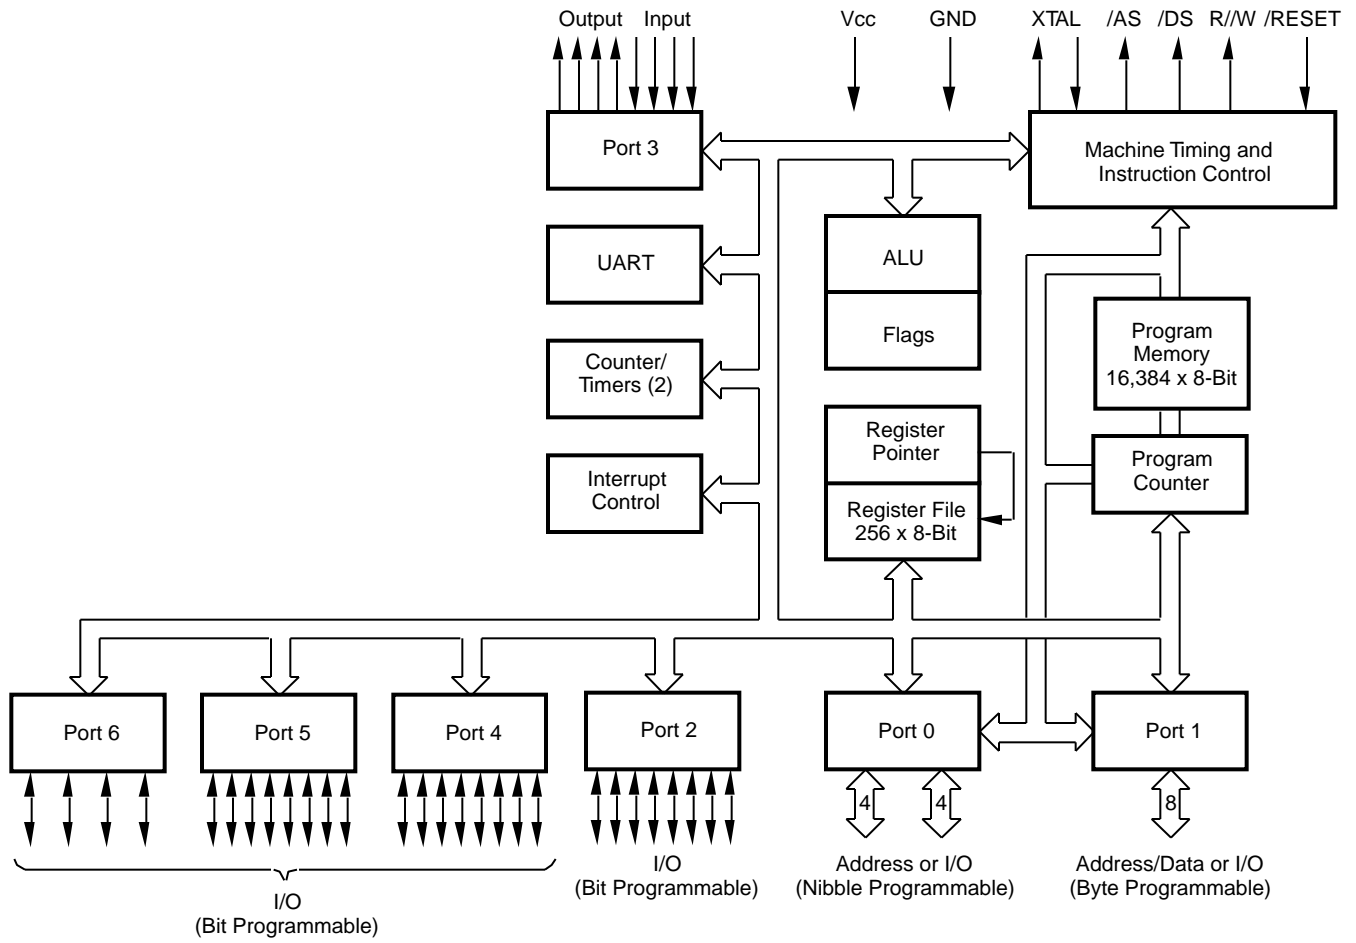 Output Input Vcc GND XTAL /AS /DS R//W /RESET
Port 3
Machine Timing and
Instruction Control
UART
ALU
Flags
Counter/
Timers (2)
Program
Memory
16,384 x 8-Bit
Interrupt
Control
Register
Pointer
Register File
256 x 8-Bit
Program
Counter
Port 6
Port 5
Port 4
Port 2
Port 0
Port 1
4
4
8
I/O
(Bit Programmable)
I/O
(Bit Programmable)
Address or I/O
(Nibble Programmable)
Address/Data or I/O
(Byte Programmable)